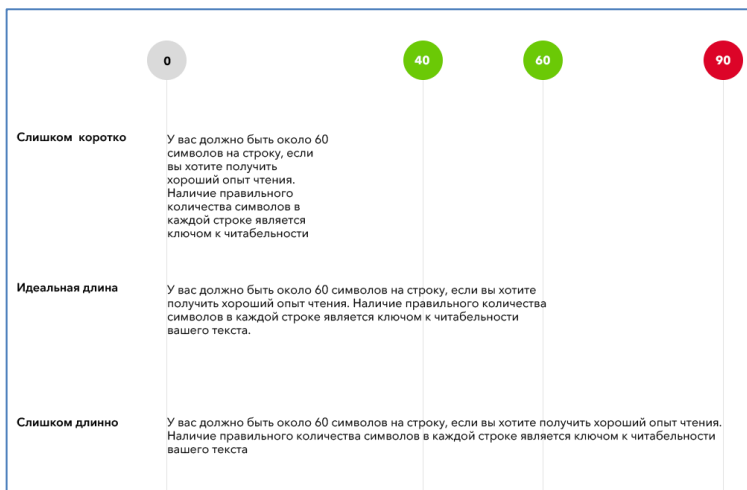 0
40
60
90
Слишком коротко
У вас должно быть около 60
символов на строку, если
вы хотите получить
хороший опыт чтения.
Наличие правильного
количества символов в
каждой строке является
ключом к читабельности
Идеальная длина
У вас должно быть около 60 символов на строку, если вы хотите
получить хороший опыт чтения. Наличие правильного количества
символов в каждой строке является ключом к читабельности
вашего текста.
Слишком длинно
У вас должно быть около 60 символов на строку, если вы хотите получить хороший опыт чтения.
Наличие правильного количества символов в каждой строке является ключом к читабельности
вашего текста